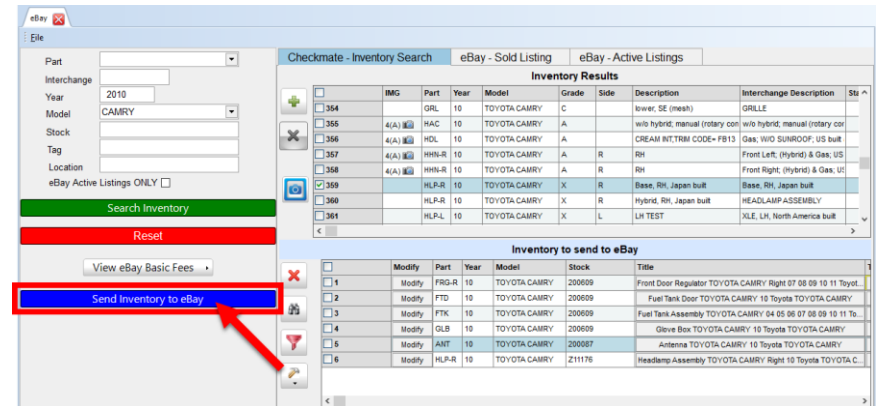 eBay
File
Part
Interchange
Year 2010
Model CAMRY
Stock
Tag
Location
eBay Active Listings ONLY
Search Inventory
Reset
View eBay Basic Fees
Send Inventory to eBay
Checkmate - Inventory Search eBay - Sold Listing eBay - Active Listings
Inventory Results
IMG Part Year Model Grade Side Description Interchange Description Sta
354 GRL 10 TOYOTA CAMRY C lower, SE (mesh) GRILLE
355 4(A) HAC 10 TOYOTA CAMRY A w/o hybrid; manual (rotary con w/o hybrid; manual (rotary cor
356 4(A) HDL 10 TOYOTA CAMRY A CREAM INT,TRIM CODE= FB13 Gas; W/O SUNROOF; US built
357 4(A) HHN-R 10 TOYOTA CAMRY A R RH Front Left; (Hybrid) & Gas; US
358 4(A) HHN-R 10 TOYOTA CAMRY A R RH Front Right; (Hybrid) & Gas; US
359 HLP-R 10 TOYOTA CAMRY X R Base, RH, Japan built Base, RH, Japan built
360 HLP-R 10 TOYOTA CAMRY X R Hybrid, RH, Japan built HEADLAMP ASSEMBLY
361 HLP-L 10 TOYOTA CAMRY X L LH TEST XLE, LH, North America built
Inventory to send to eBay
Modify Part Year Model Stock Title T
1 Modify FRG-R 10 TOYOTA CAMRY 200609 Front Door Regulator TOYOTA CAMRY Right 07 08 09 10 11 Toyot...
2 Modify FTD 10 TOYOTA CAMRY 200609 Fuel Tank Door TOYOTA CAMRY 10 Toyota TOYOTA CAMRY
3 Modify FTK 10 TOYOTA CAMRY 200609 Fuel Tank Assembly TOYOTA CAMRY 04 05 06 07 08 09 10 11 To...
4 Modify GLB 10 TOYOTA CAMRY 200609 Glove Box TOYOTA CAMRY 10 Toyota TOYOTA CAMRY
5 Modify ANT 10 TOYOTA CAMRY 200087 Antenna TOYOTA CAMRY 10 Toyota TOYOTA CAMRY
6 Modify HLP-R 10 TOYOTA CAMRY Z11176 Headlamp Assembly TOYOTA CAMRY Right 10 Toyota TOYOTA C...